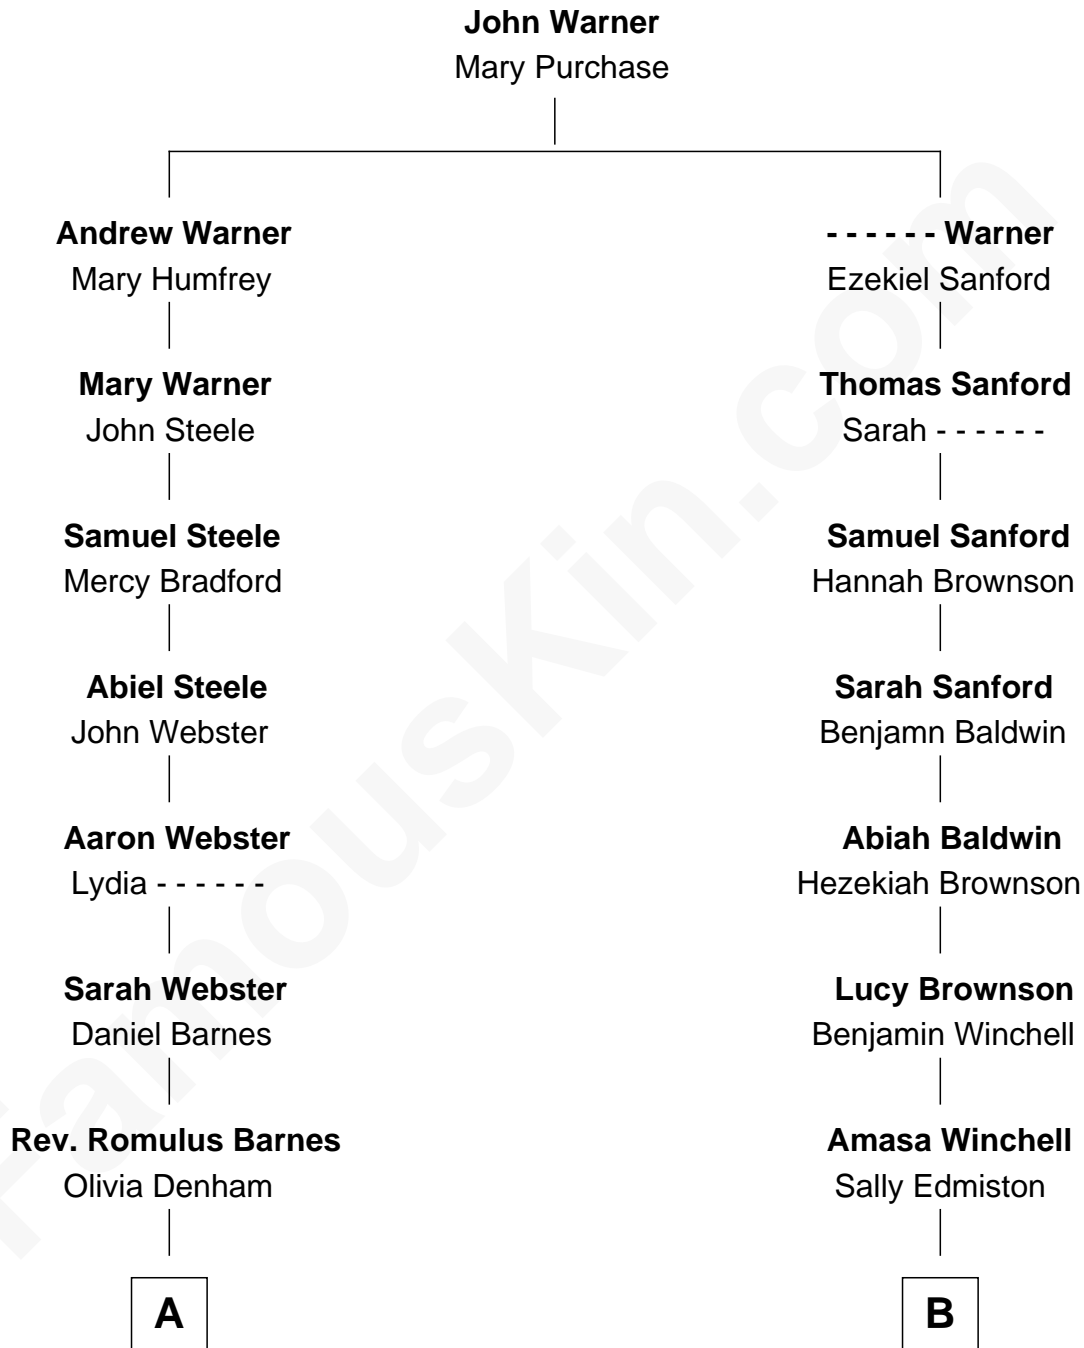 John Warner
Mary Purchase
Andrew Warner
Mary Humfrey
- - - - - - Warner
Ezekiel Sanford
Mary Warner
John Steele
Thomas Sanford
Sarah - - - - - -
Samuel Steele
Mercy Bradford
Samuel Sanford
Hannah Brownson
Abiel Steele
John Webster
Sarah Sanford
Benjamn Baldwin
Aaron Webster
Lydia - - - - - -
Abiah Baldwin
Hezekiah Brownson
Sarah Webster
Daniel Barnes
Lucy Brownson
Benjamin Winchell
Rev. Romulus Barnes
Olivia Denham
Amasa Winchell
Sally Edmiston
A
B
FamousKin.com